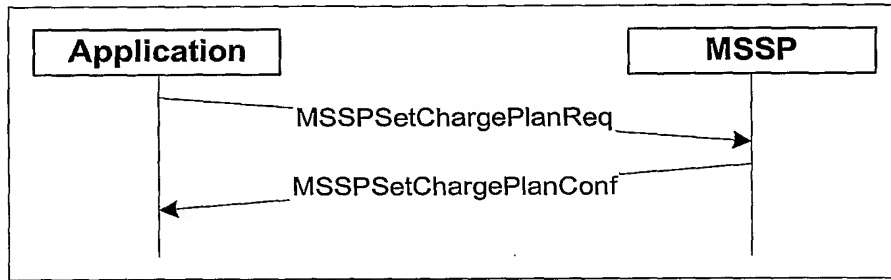 Application
MSSP
MSSPSetChargePlanReq
MSSPSetChargePlanConf